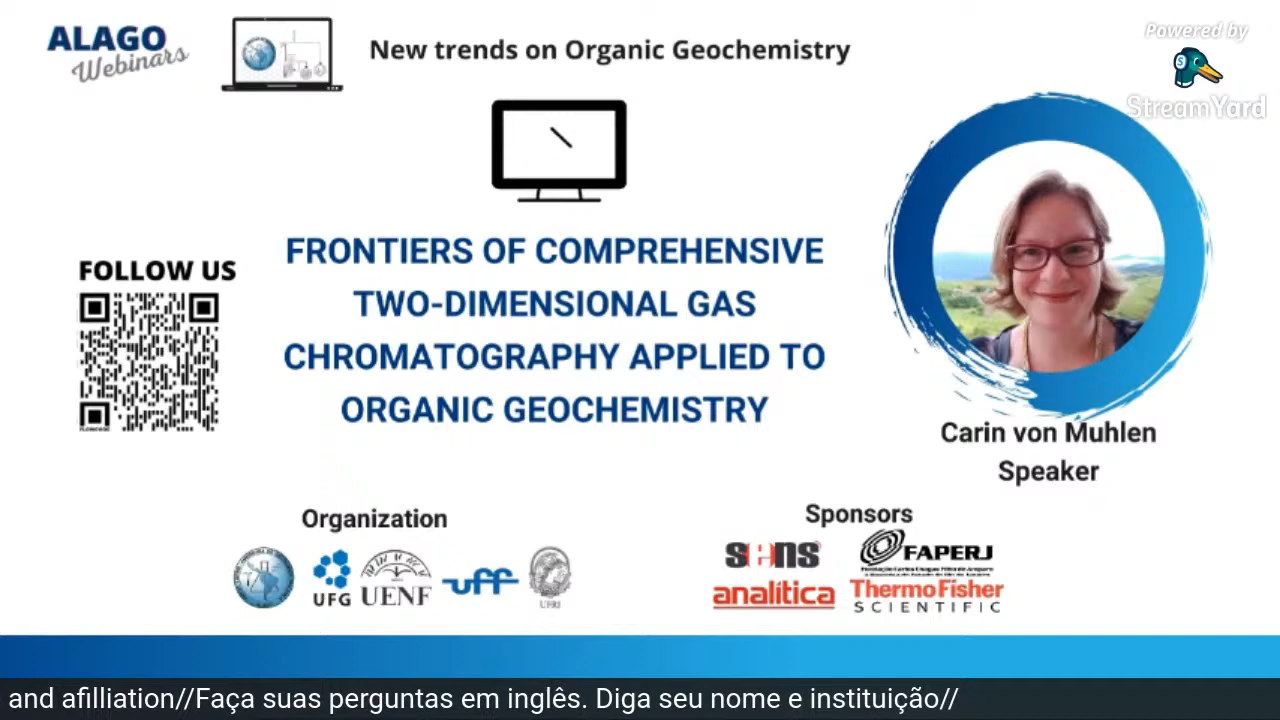 ALAGO
Webinars
New trends on Organic Geochemistry
Powered by
StreamYard
FRONTIERS OF COMPREHENSIVE
TWO-DIMENSIONAL GAS
CHROMATOGRAPHY APPLIED TO
ORGANIC GEOCHEMISTRY
FOLLOW US
Carin von Muhlen
Speaker
Organization
UFG
UENF
uff
UFRJ
Sponsors
sens
analítica
FAPERJ
ThermoFisher
SCIENTIFIC
and afilliation//Faça suas perguntas em inglês. Diga seu nome e instituição//